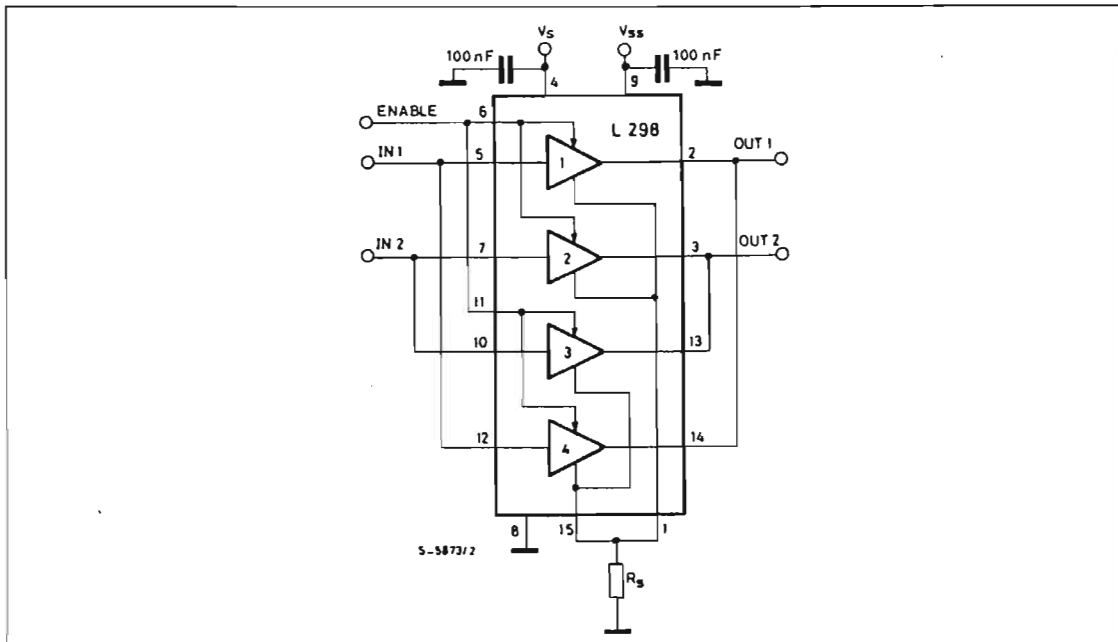 Vs Vss
100 nF 100 nF
4 9
ENABLE 6 L 298
IN 1 5 1 2 OUT 1
IN 2 7 2 3 OUT 2
11
10 3 13
12 4 14
8 15 1
S-5873/2
Rs